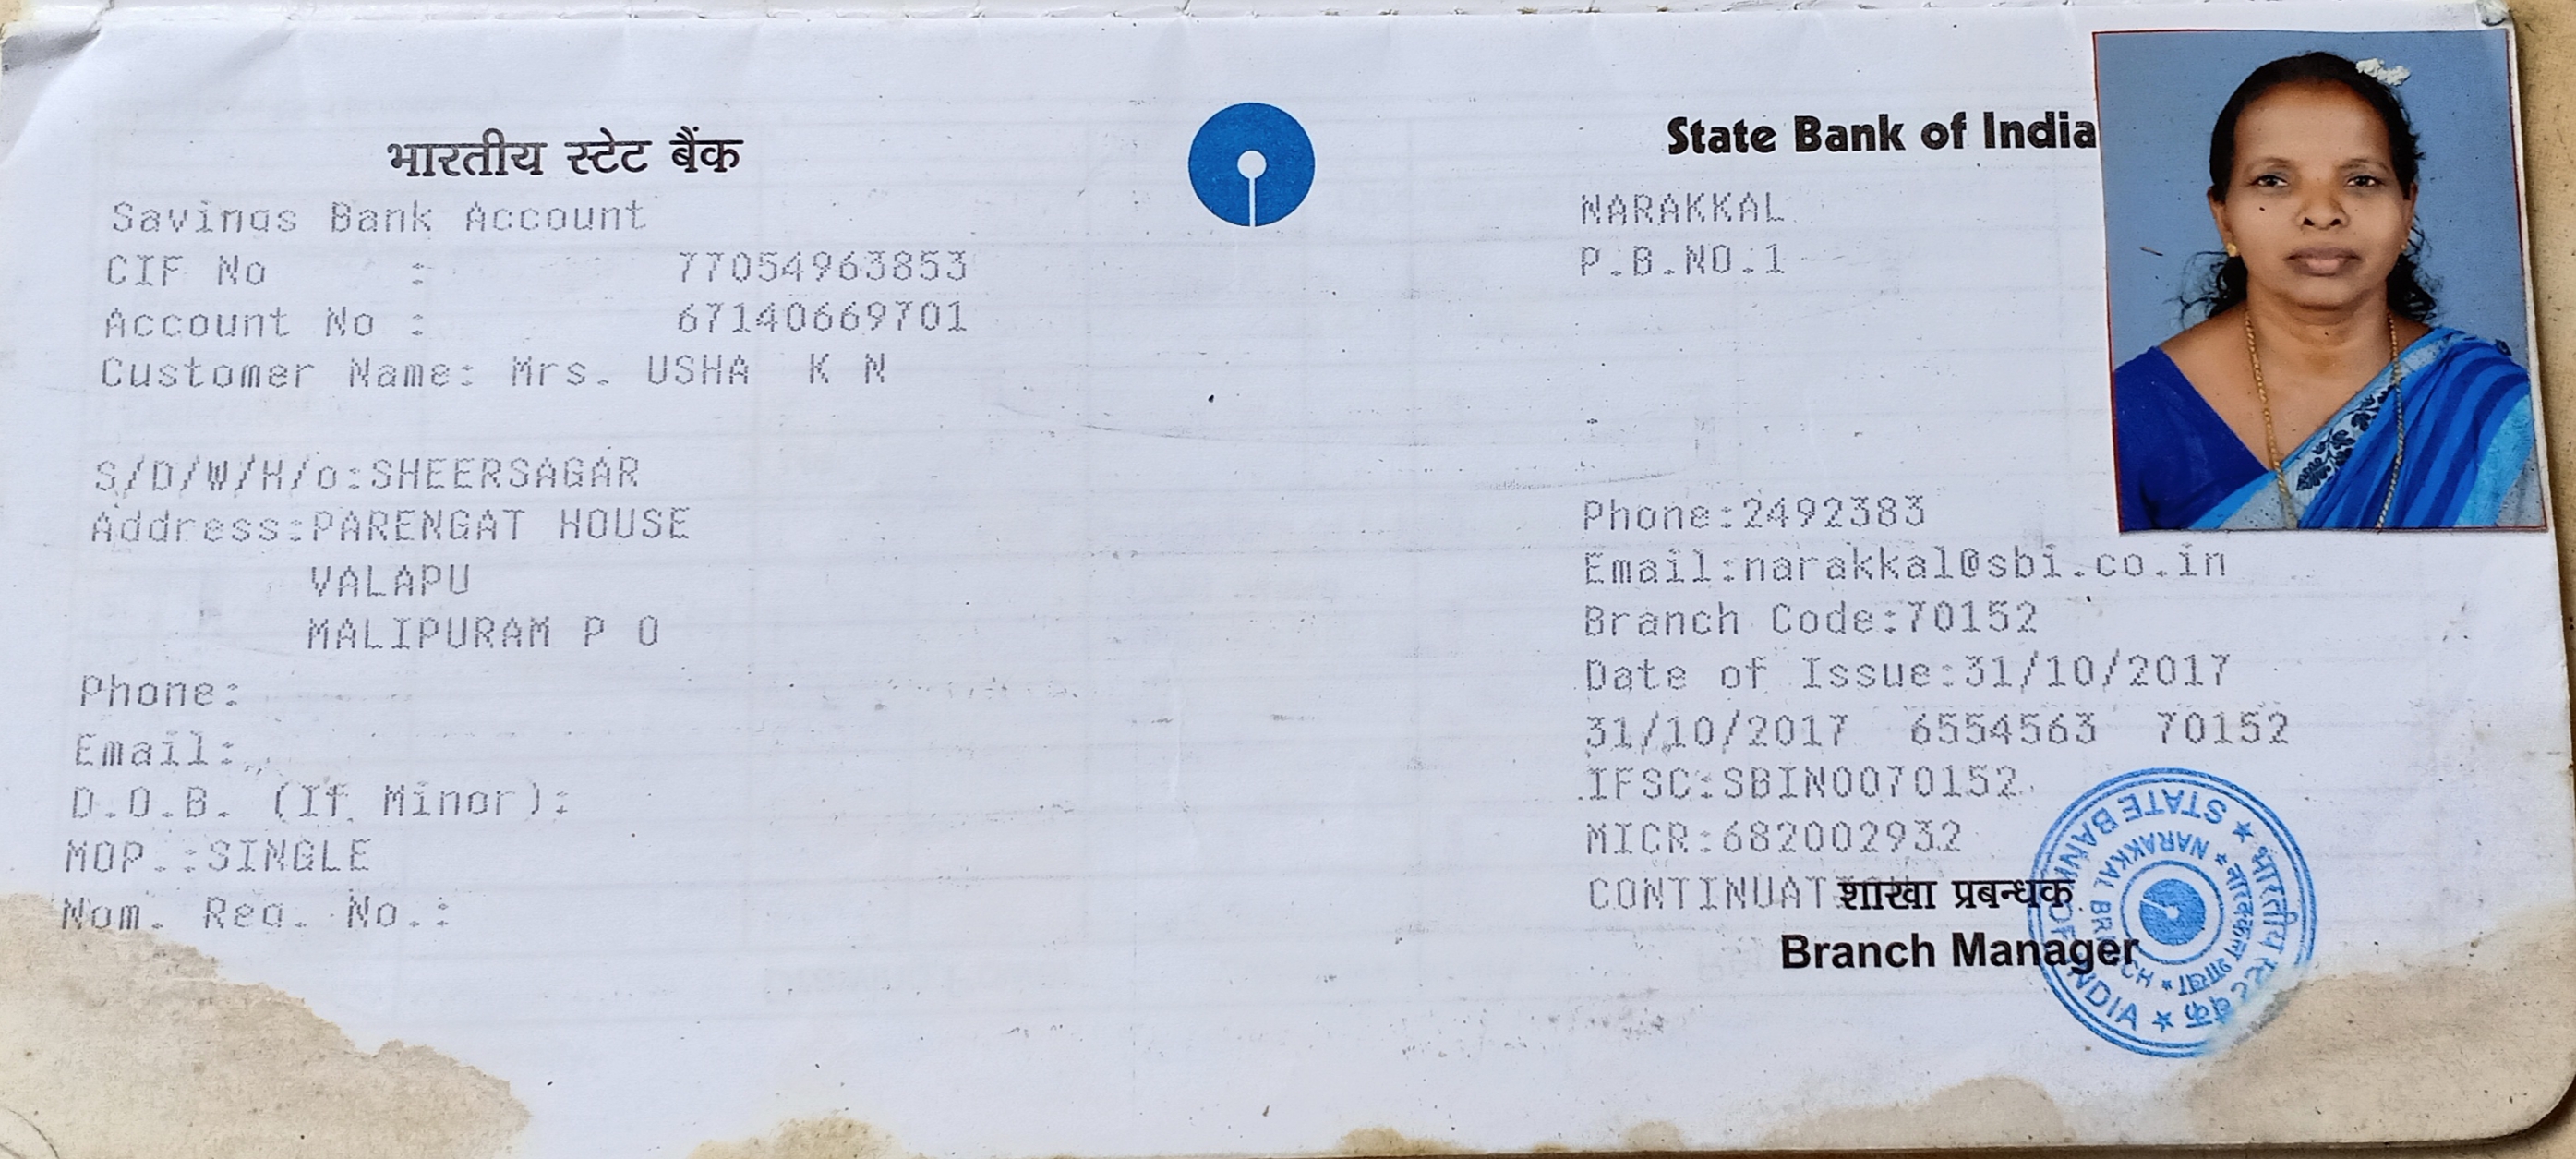 भारतीय स्टेट बैंक
Savings Bank Account
CIF No : 77054963853
Account No : 67140669701
Customer Name: Mrs. USHA K N
S/D/W/H/o:SHEERSAGAR
Address:PARENGAT HOUSE
VALAPU
MALIPURAM P O
Phone:
Email:
D.O.B. (If Minor):
MOP.:SINGLE
Nom. Reg. No.:
State Bank of India
NARAKKAL
P.B.NO.1
Phone:2492383
Email:narakkal@sbi.co.in
Branch Code:70152
Date of Issue:31/10/2017
31/10/2017 6554563 70152
IFSC:SBIN0070152
MICR:682002932
CONTINUAT
शाखा प्रबन्धक
Branch Manager
भारतीय स्टेट बैंक
STATE BANK OF INDIA
नारक्कल शाखा
NARAKKAL BRANCH